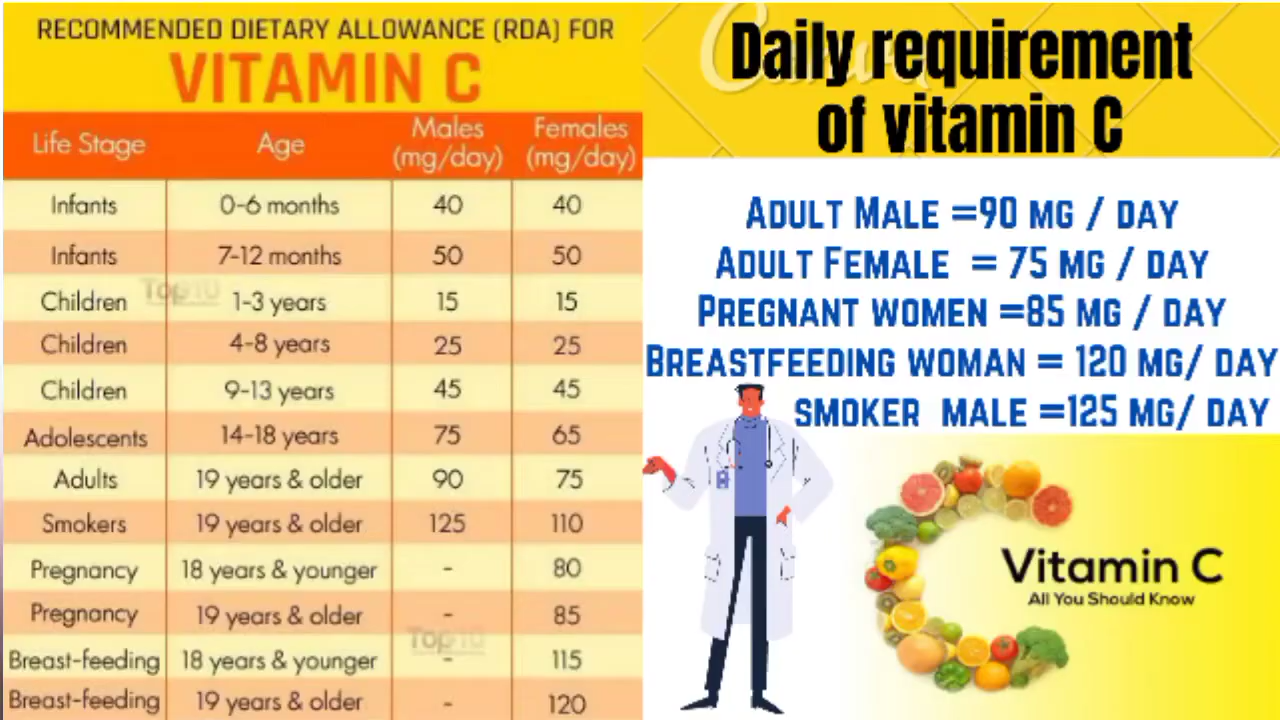 RECOMMENDED DIETARY ALLOWANCE (RDA) FOR
VITAMIN C
Life Stage Age Males (mg/day) Females (mg/day)
Infants 0-6 months 40 40
Infants 7-12 months 50 50
Top10
Children 1-3 years 15 15
Children 4-8 years 25 25
Children 9-13 years 45 45
Adolescents 14-18 years 75 65
Adults 19 years & older 90 75
Smokers 19 years & older 125 110
Pregnancy 18 years & younger - 80
Pregnancy 19 years & older - 85
Top10
Breast-feeding 18 years & younger - 115
Breast-feeding 19 years & older - 120
Daily requirement
of vitamin C
ADULT MALE =90 MG / DAY
ADULT FEMALE = 75 MG / DAY
PREGNANT WOMEN =85 MG / DAY
BREASTFEEDING WOMAN = 120 MG/ DAY
SMOKER MALE =125 MG/ DAY
Vitamin C
All You Should Know